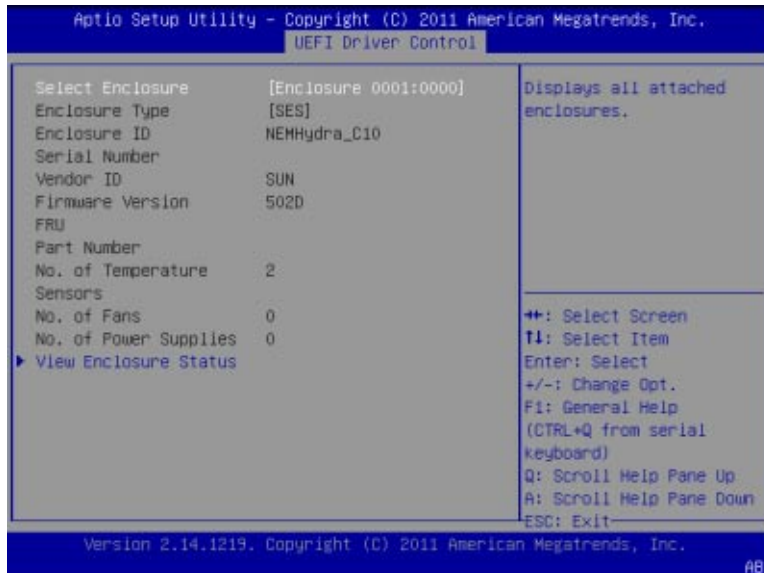 Aptio Setup Utility – Copyright (C) 2011 American Megatrends, Inc.
UEFI Driver Control
Select Enclosure [Enclosure 0001:0000]
Enclosure Type [SES]
Enclosure ID NEMHydra_C10
Serial Number
Vendor ID SUN
Firmware Version 502D
FRU
Part Number
No. of Temperature 2
Sensors
No. of Fans 0
No. of Power Supplies 0
View Enclosure Status
Displays all attached
enclosures.
↔: Select Screen
↑↓: Select Item
Enter: Select
+/-: Change Opt.
F1: General Help
(CTRL+Q from serial
keyboard)
Q: Scroll Help Pane Up
A: Scroll Help Pane Down
ESC: Exit
Version 2.14.1219. Copyright (C) 2011 American Megatrends, Inc.
AB